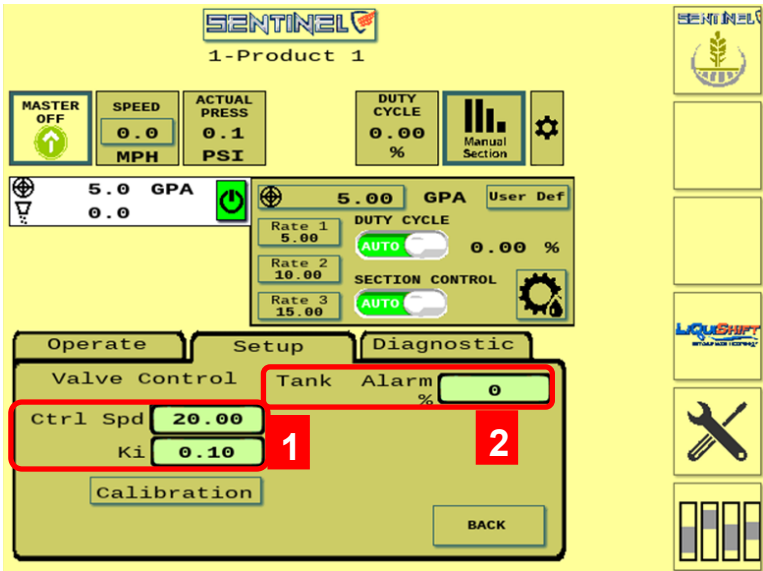 SENTINEL
1-Product 1
SENTINEL
MASTER OFF
SPEED
0.0
MPH
ACTUAL PRESS
0.1
PSI
DUTY CYCLE
0.00
%
Manual Section
5.0 GPA
0.0
5.00 GPA
User Def
Rate 1
5.00
Rate 2
10.00
Rate 3
15.00
DUTY CYCLE
AUTO
0.00 %
SECTION CONTROL
AUTO
LIQUISHIFT
Operate
Setup
Diagnostic
Valve Control
Tank Alarm
%
0
Ctrl Spd
20.00
Ki
0.10
1
2
Calibration
BACK